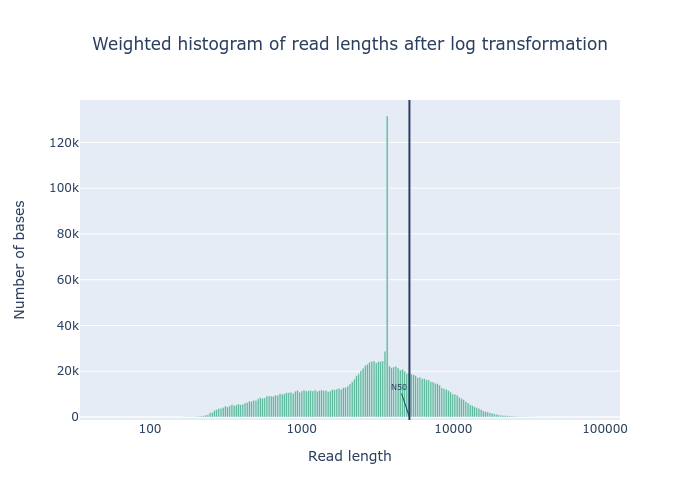 Weighted histogram of read lengths after log transformation
120k
100k
80k
60k
40k
20k
0
N50
100
1000
10000
100000
Number of bases
Read length